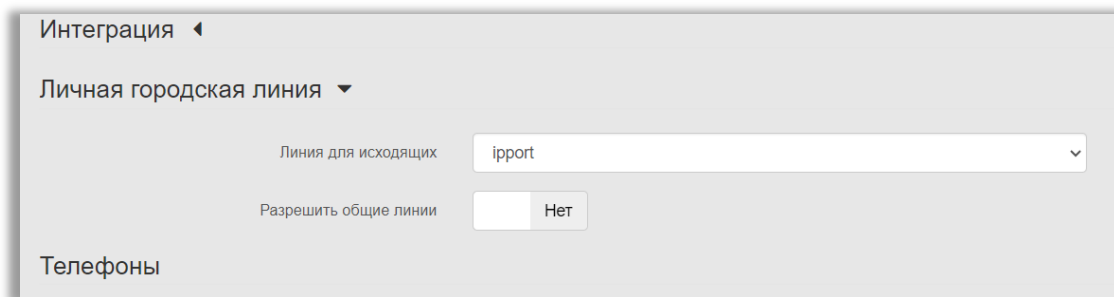 Интеграция
Личная городская линия
Линия для исходящих ipport
Разрешить общие линии Нет
Телефоны